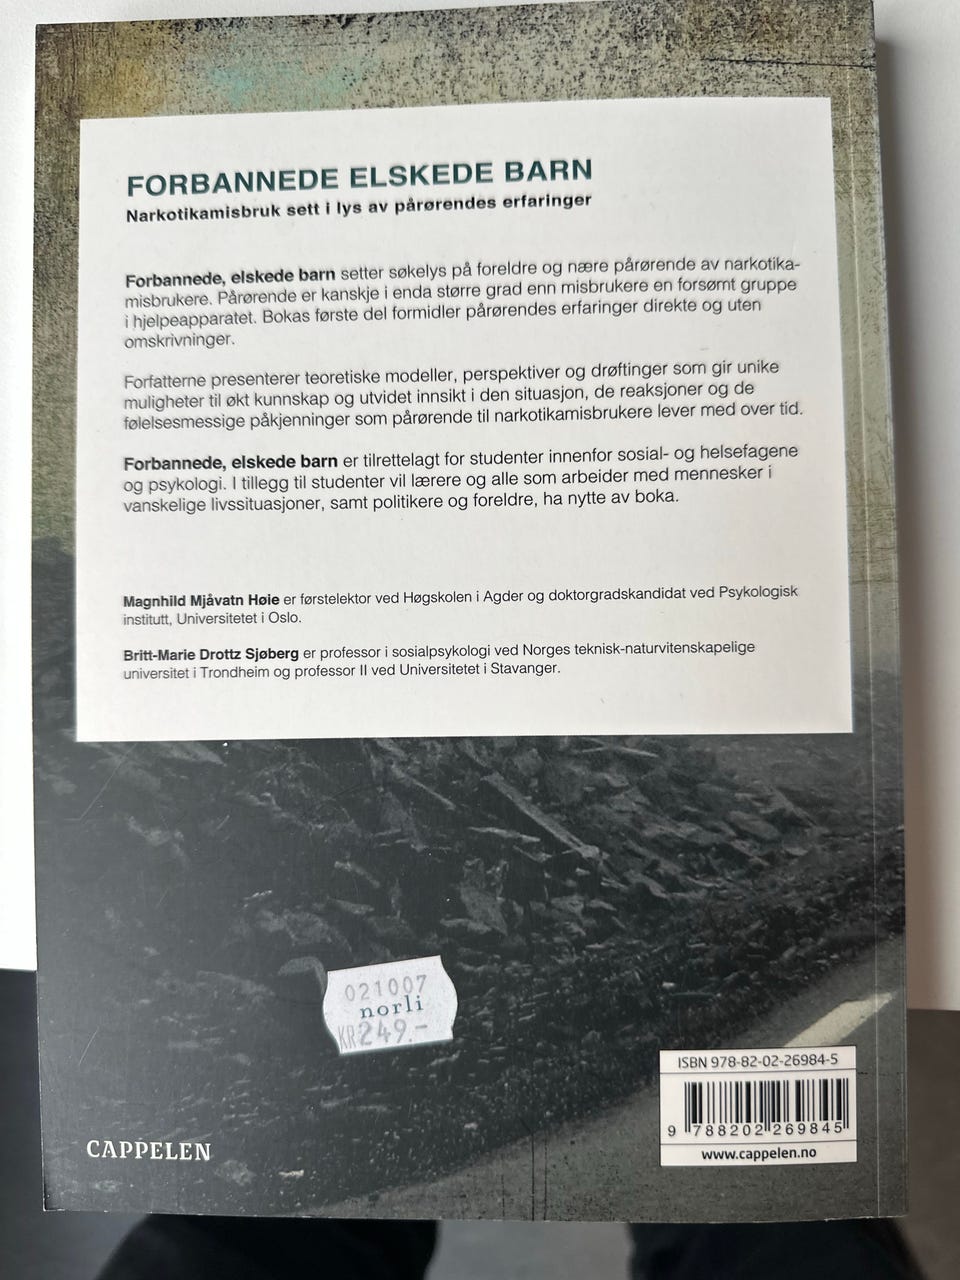 FORBANNEDE ELSKEDE BARN
Narkotikamisbruk sett i lys av pårørendes erfaringer
Forbannede, elskede barn setter søkelys på foreldre og nære pårørende av narkotika-
misbrukere. Pårørende er kanskje i enda større grad enn misbrukere en forsømt gruppe
i hjelpeapparatet. Bokas første del formidler pårørendes erfaringer direkte og uten
omskrivninger.
Forfatterne presenterer teoretiske modeller, perspektiver og drøftinger som gir unike
muligheter til økt kunnskap og utvidet innsikt i den situasjon, de reaksjoner og de
følelsesmessige påkjenninger som pårørende til narkotikamisbrukere lever med over tid.
Forbannede, elskede barn er tilrettelagt for studenter innenfor sosial- og helsefagene
og psykologi. I tillegg til studenter vil lærere og alle som arbeider med mennesker i
vanskelige livssituasjoner, samt politikere og foreldre, ha nytte av boka.
Magnhild Mjåvatn Høie er førstelektor ved Høgskolen i Agder og doktorgradskandidat ved Psykologisk
institutt, Universitetet i Oslo.
Britt-Marie Drottz Sjøberg er professor i sosialpsykologi ved Norges teknisk-naturvitenskapelige
universitet i Trondheim og professor II ved Universitetet i Stavanger.
021007
norli
KR249.-
ISBN 978-82-02-26984-5
9 788202 269845
www.cappelen.no
CAPPELEN